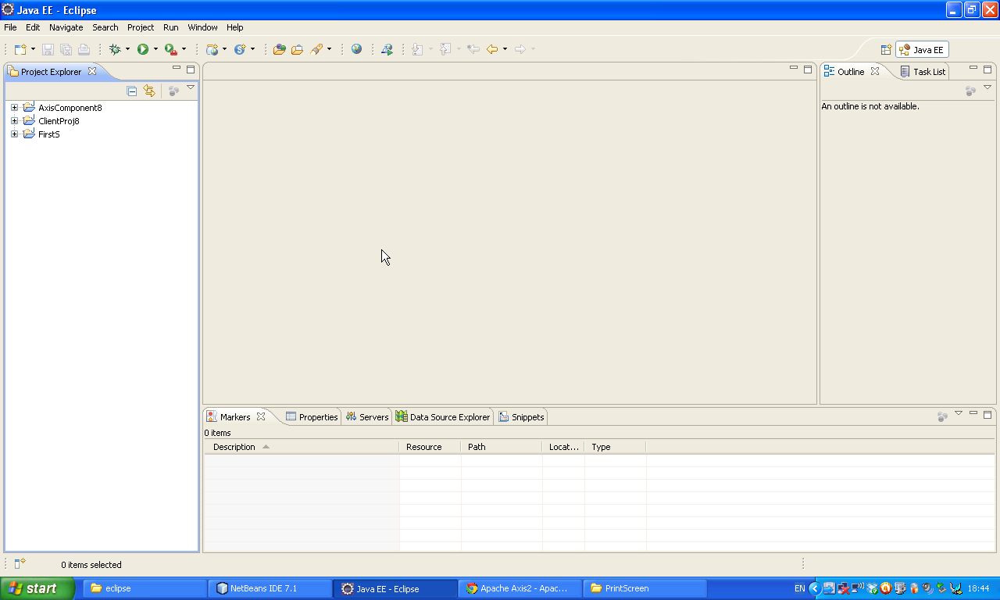 Java EE - Eclipse
File Edit Navigate Search Project Run Window Help
Java EE
Project Explorer
AxisComponent8
ClientProj8
First5
Outline Task List
An outline is not available.
Markers Properties Servers Data Source Explorer Snippets
0 items
Description Resource Path Locat... Type
0 items selected
start eclipse NetBeans IDE 7.1 Java EE - Eclipse Apache Axis2 - Apac... PrintScreen EN 18:44